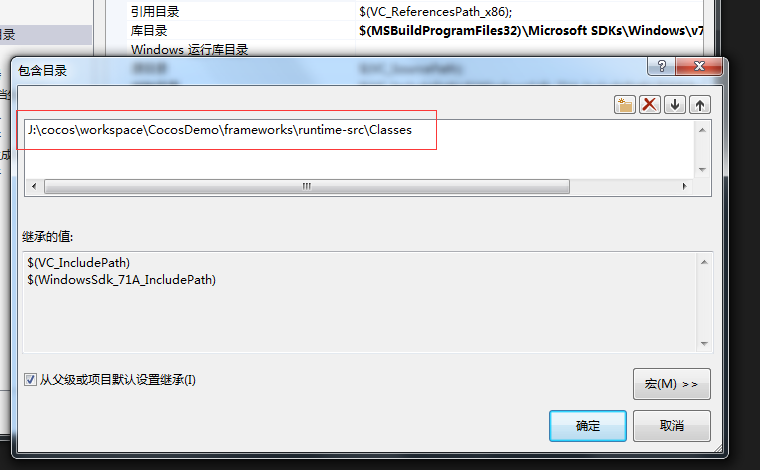 引用目录 $(VC_ReferencesPath_x86);
目录 库目录 $(MSBuildProgramFiles32)\Microsoft SDKs\Windows\v7
Windows 运行库目录
包含目录
J:\cocos\workspace\CocosDemo\frameworks\runtime-src\Classes
继承的值:
$(VC_IncludePath)
$(WindowsSdk_71A_IncludePath)
从父级或项目默认设置继承(I)
宏(M) >>
确定 取消